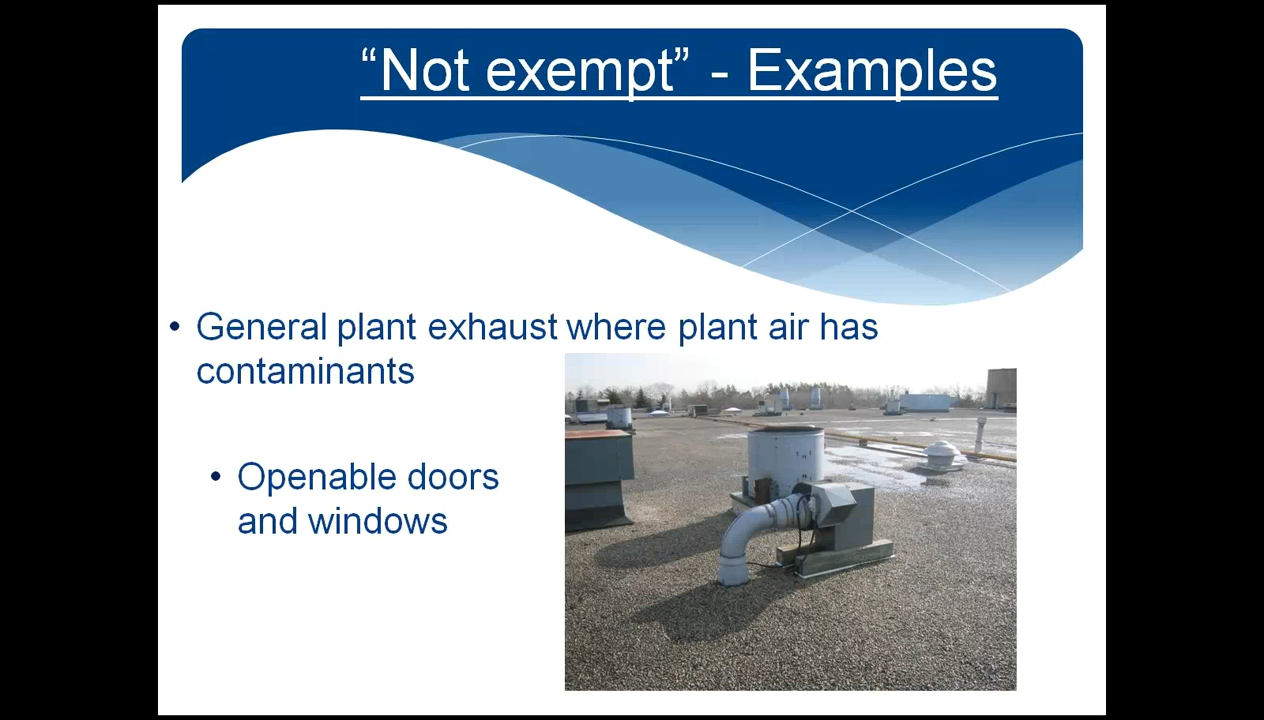 “Not exempt” - Examples
• General plant exhaust where plant air has
contaminants
• Openable doors
and windows